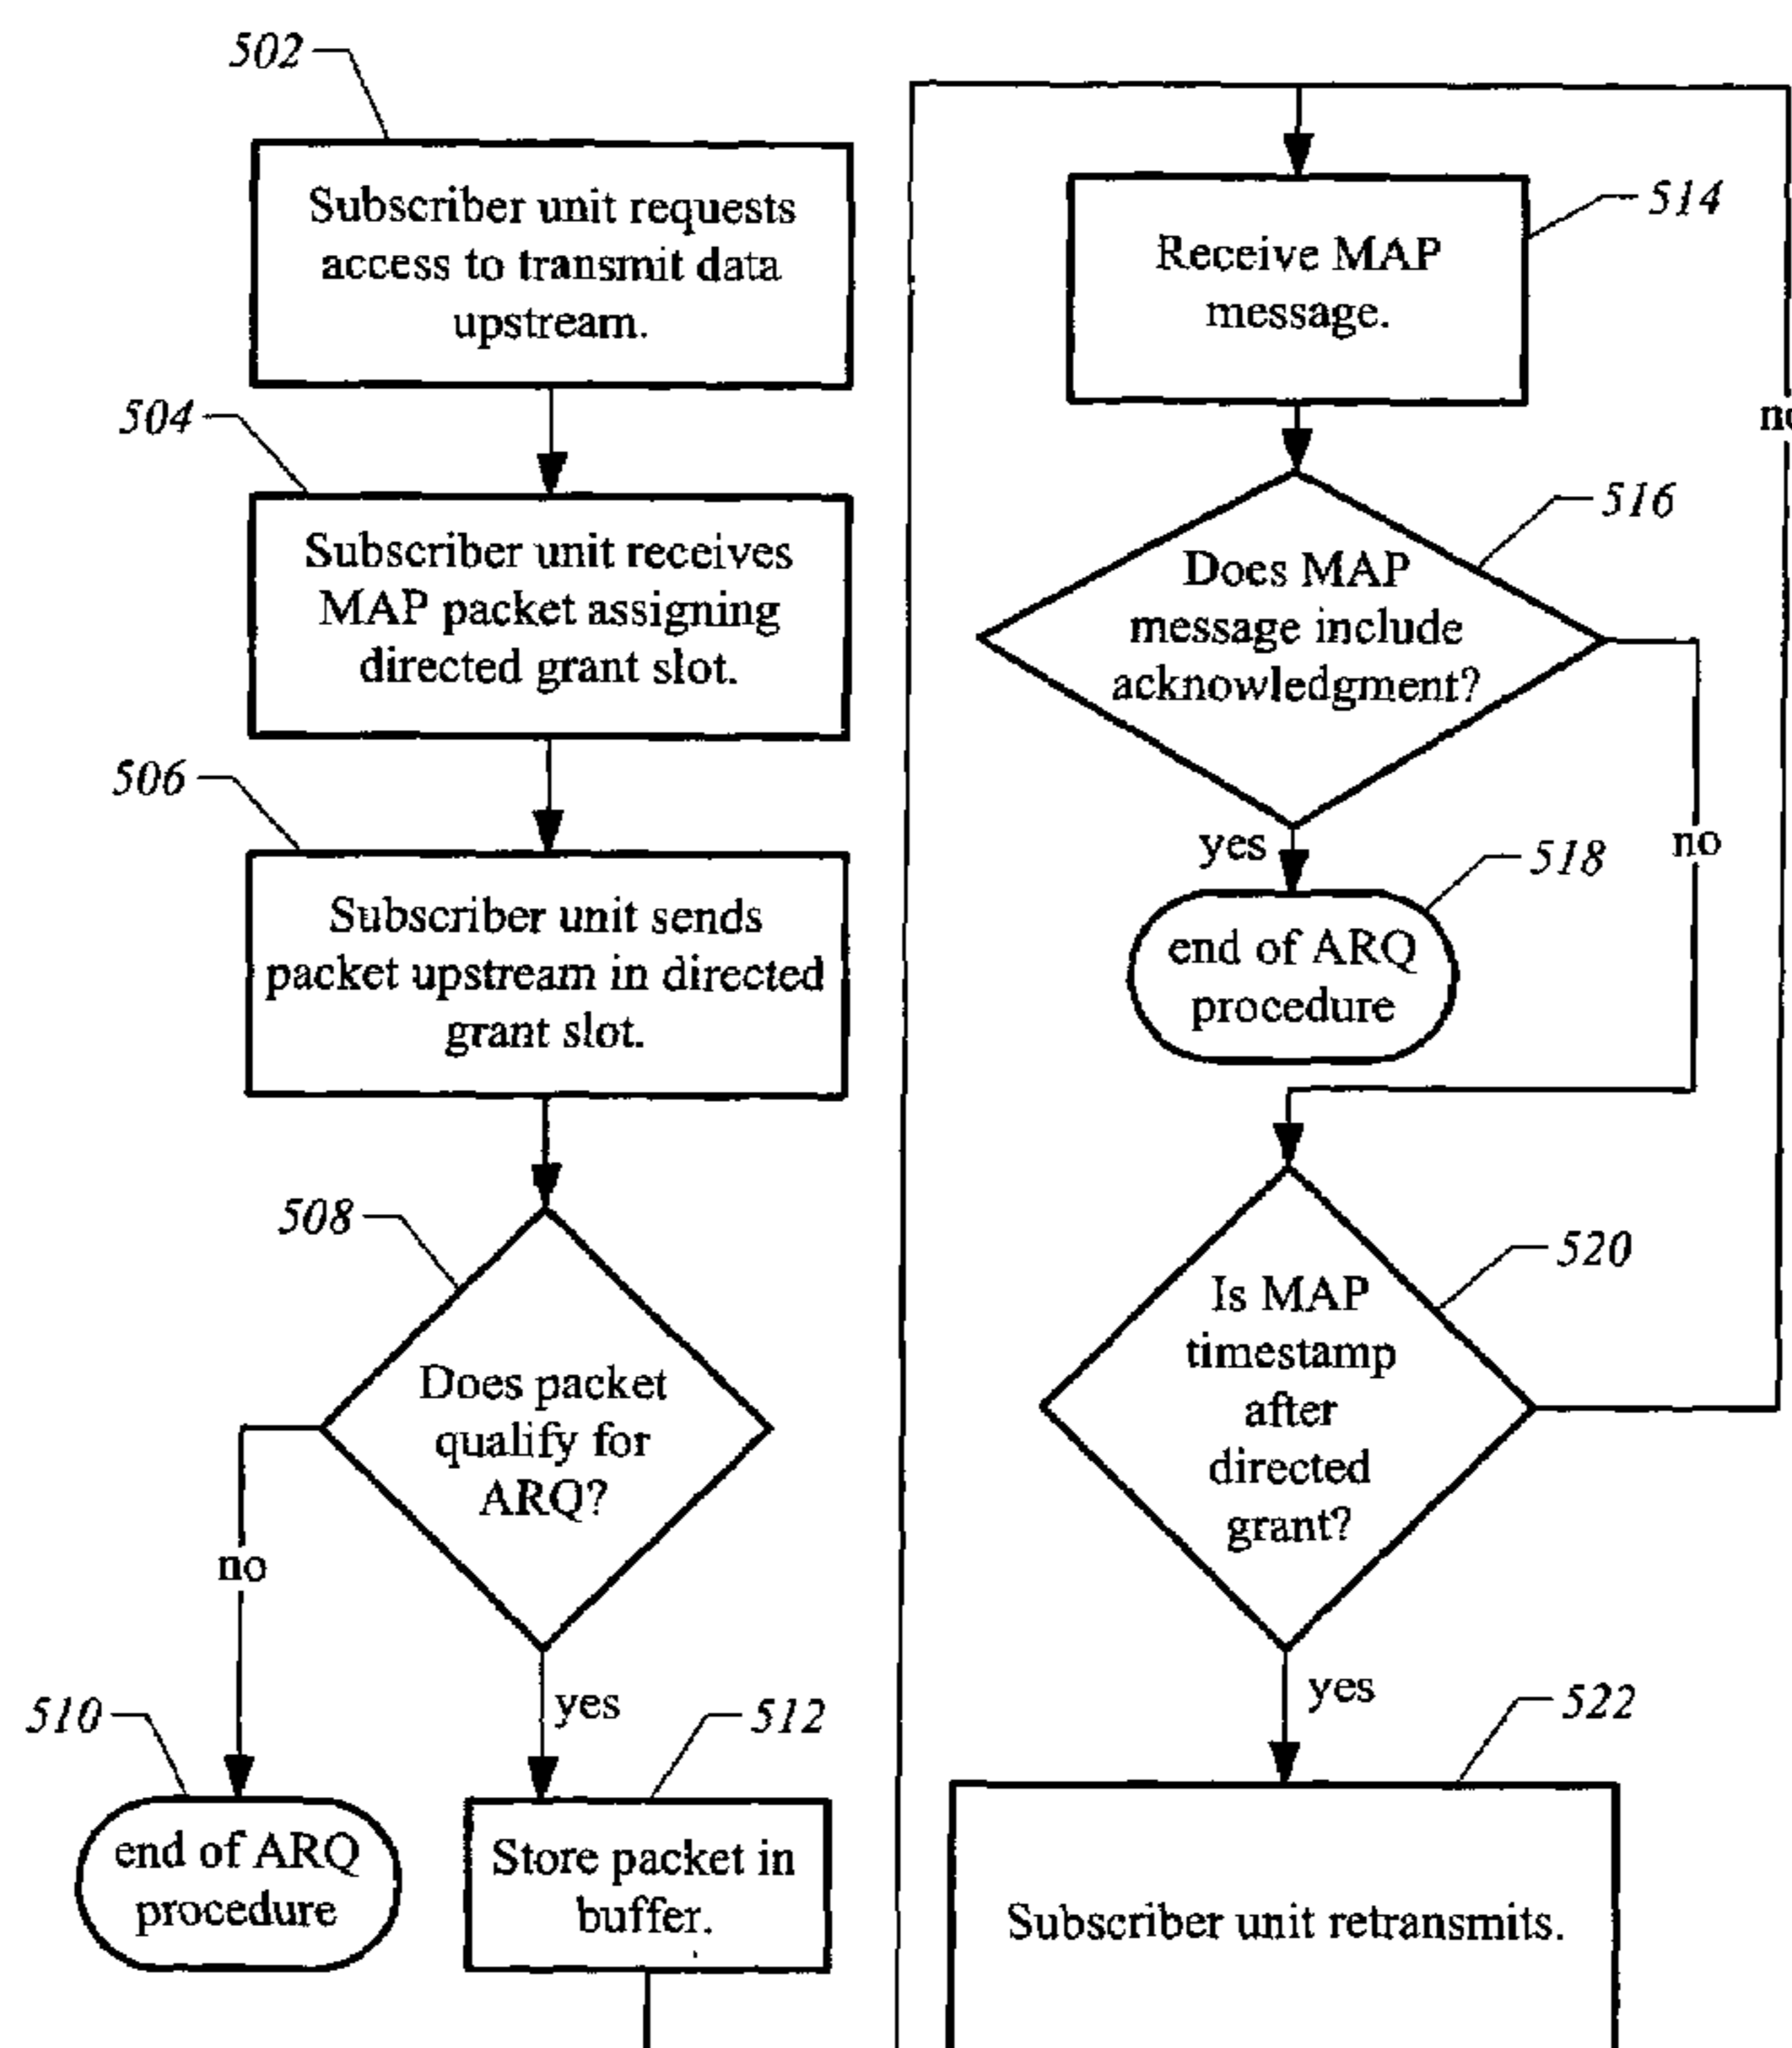 502
Subscriber unit requests
access to transmit data
upstream.
504
Subscriber unit receives
MAP packet assigning
directed grant slot.
506
Subscriber unit sends
packet upstream in directed
grant slot.
508
Does packet
qualify for
ARQ?
no
yes
510
end of ARQ
procedure
512
Store packet in
buffer.
514
Receive MAP
message.
516
Does MAP
message include
acknowledgment?
yes
no
518
end of ARQ
procedure
520
Is MAP
timestamp
after
directed
grant?
yes
522
Subscriber unit retransmits.